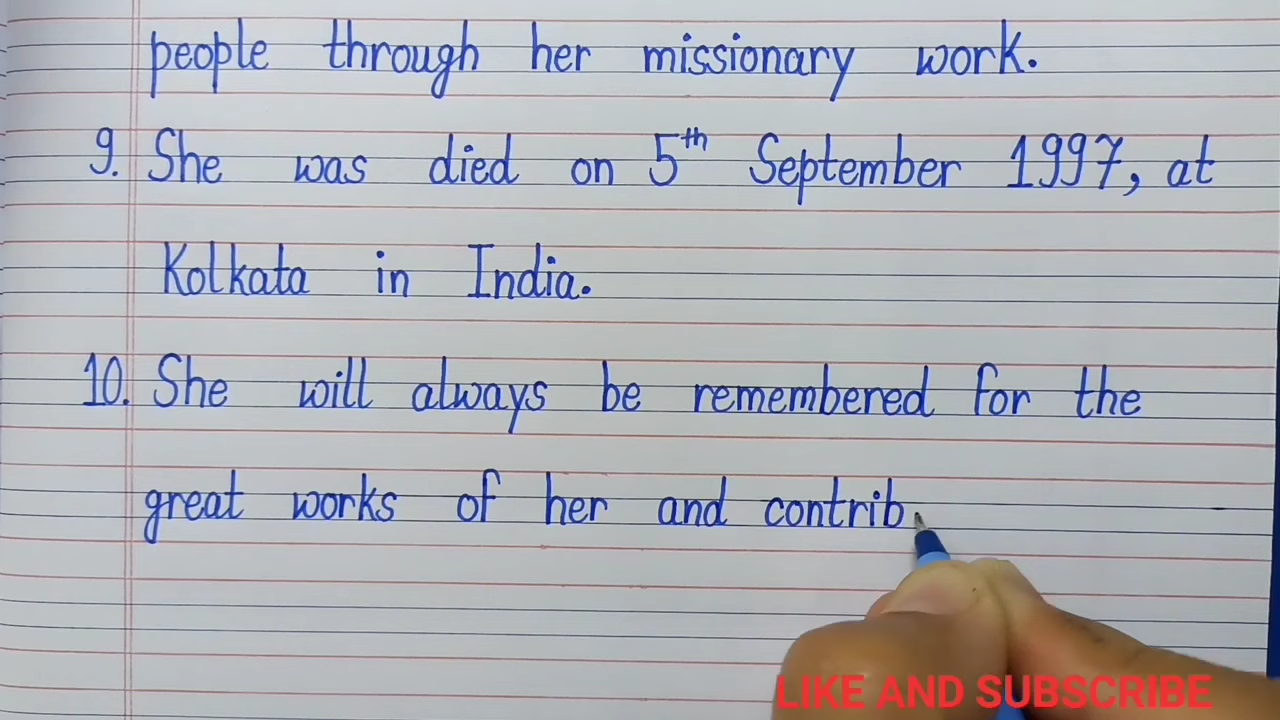 people through her missionary work.
9. She was died on 5th September 1997, at
Kolkata in India.
10. She will always be remembered for the
great works of her and contrib
LIKE AND SUBSCRIBE